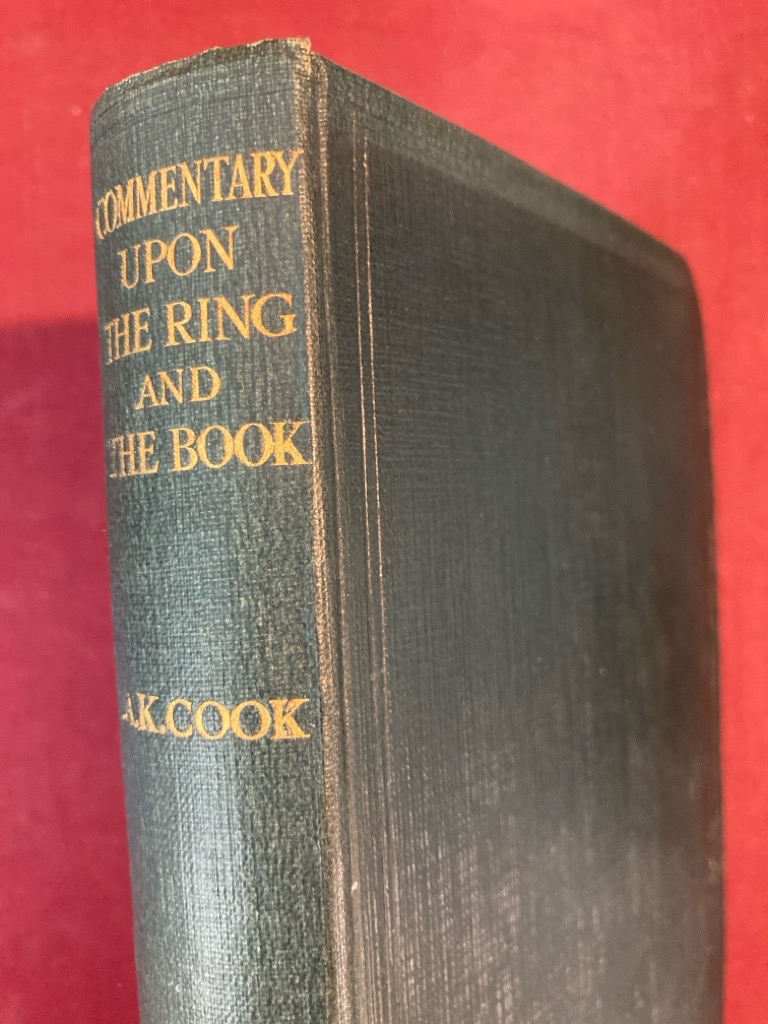 COMMENTARY
UPON
THE RING
AND
THE BOOK
A.K.COOK